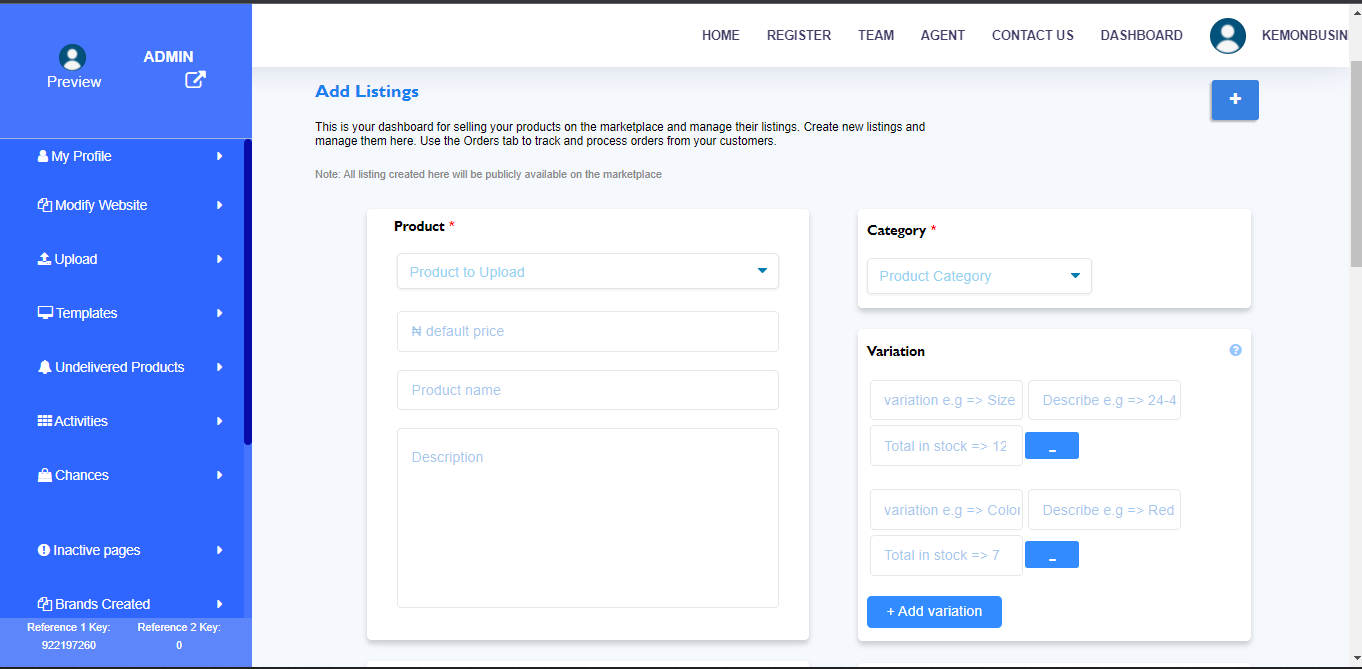 HOME REGISTER TEAM AGENT CONTACT US DASHBOARD KEMONBUSIN
ADMIN
Preview
My Profile
Modify Website
Upload
Templates
Undelivered Products
Activities
Chances
Inactive pages
Brands Created
Reference 1 Key: Reference 2 Key:
922197260 0
Add Listings
+
This is your dashboard for selling your products on the marketplace and manage their listings. Create new listings and
manage them here. Use the Orders tab to track and process orders from your customers.
Note: All listing created here will be publicly available on the marketplace
Product *
Product to Upload
₦ default price
Product name
Description
Category *
Product Category
Variation ?
variation e.g => Size Describe e.g => 24-4
Total in stock => 12 _
variation e.g => Color Describe e.g => Red
Total in stock => 7 _
+ Add variation